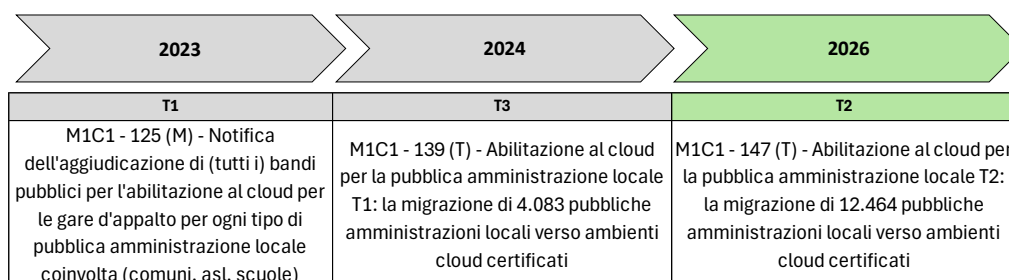 2023
2024
2026
T1
T3
T2
M1C1 - 125 (M) - Notifica
dell'aggiudicazione di (tutti i) bandi
pubblici per l'abilitazione al cloud per
le gare d'appalto per ogni tipo di
pubblica amministrazione locale
coinvolta (comuni, asl, scuole)
M1C1 - 139 (T) - Abilitazione al cloud
per la pubblica amministrazione locale
T1: la migrazione di 4.083 pubbliche
amministrazioni locali verso ambienti
cloud certificati
M1C1 - 147 (T) - Abilitazione al cloud per
la pubblica amministrazione locale T2:
la migrazione di 12.464 pubbliche
amministrazioni locali verso ambienti
cloud certificati